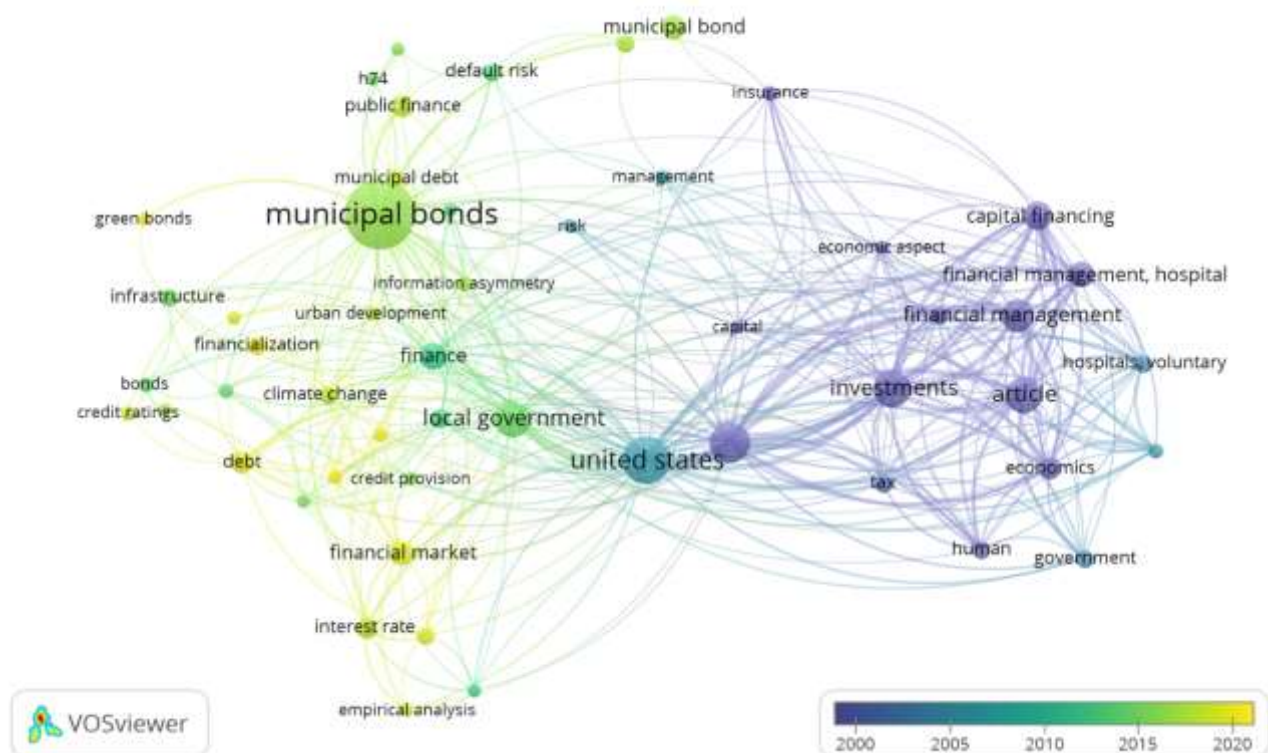 municipal bond
default risk
h74
insurance
public finance
municipal debt
management
municipal bonds
green bonds
capital financing
risk
economic aspect
financial management, hospital
information asymmetry
infrastructure
urban development
financial management
capital
financialization
finance
hospitals, voluntary
bonds
investments
climate change
article
credit ratings
local government
debt
united states
economics
credit provision
tax
financial market
human
government
interest rate
empirical analysis
VOSviewer
2000 2005 2010 2015 2020